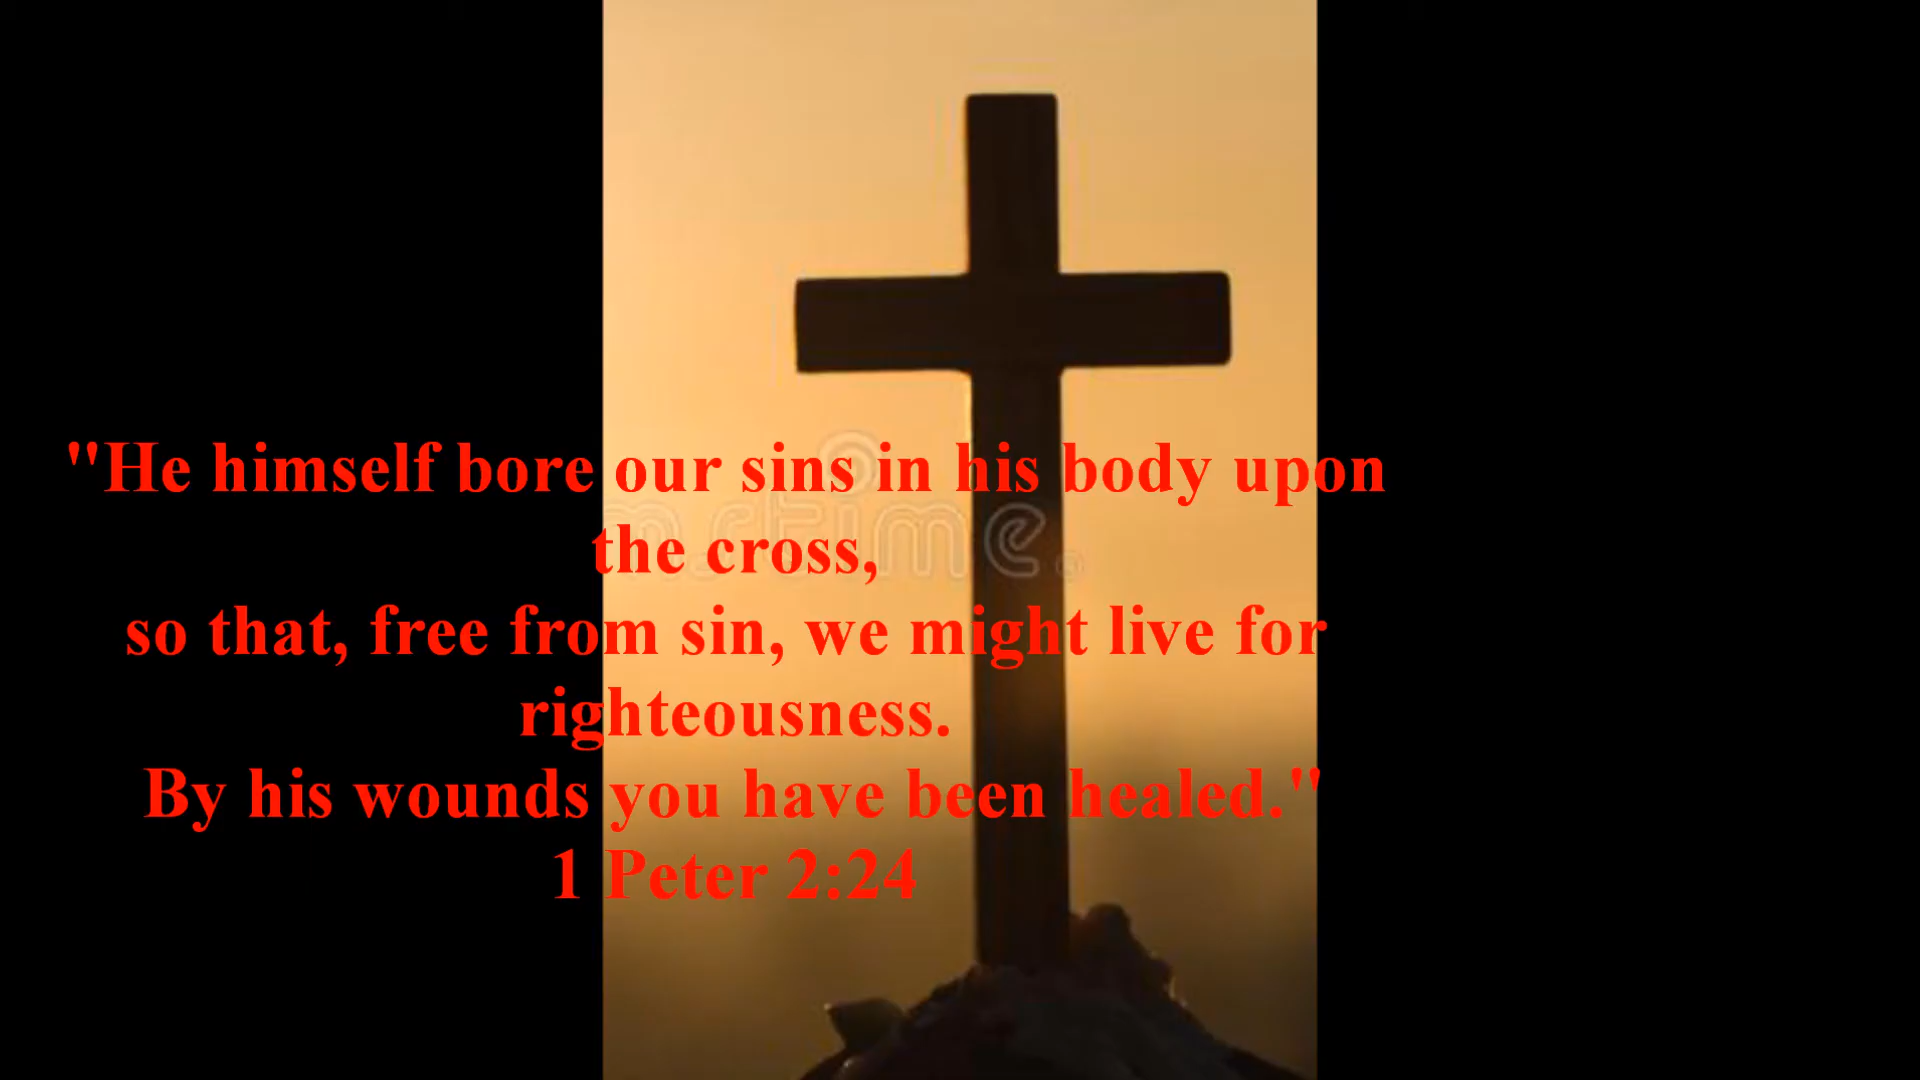 "He himself bore our sins in his body upon
the cross,
so that, free from sin, we might live for
righteousness.
By his wounds you have been healed."
1 Peter 2:24
mstime.